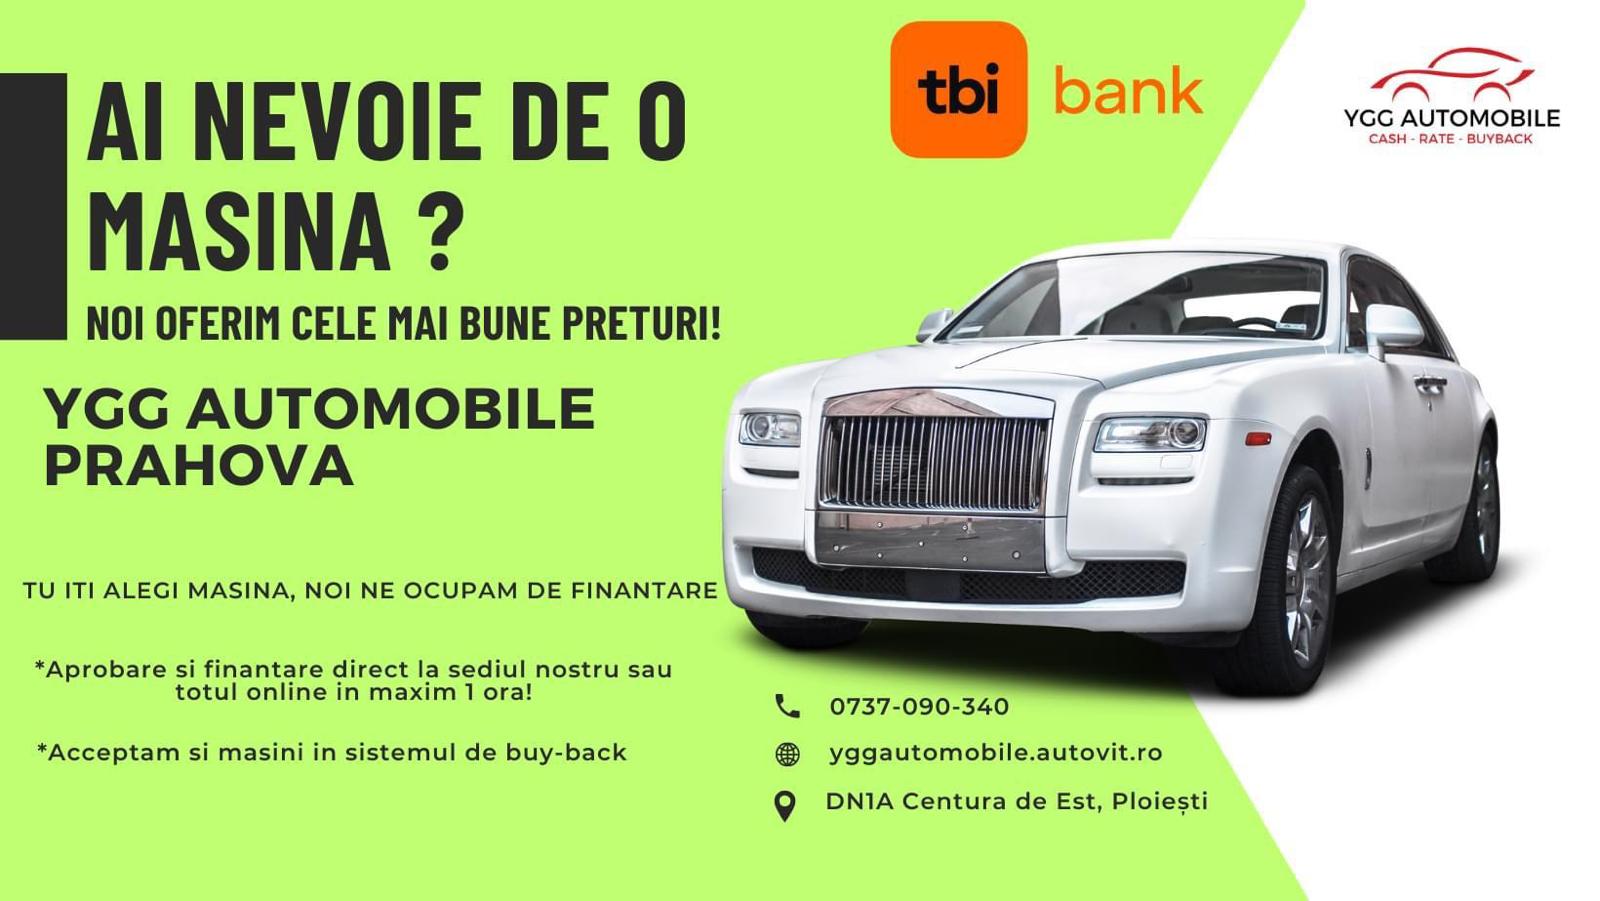 AI NEVOIE DE O
MASINA ?
NOI OFERIM CELE MAI BUNE PRETURI!
YGG AUTOMOBILE
PRAHOVA
TU ITI ALEGI MASINA, NOI NE OCUPAM DE FINANTARE
*Aprobare si finantare direct la sediul nostru sau
totul online in maxim 1 ora!
*Acceptam si masini in sistemul de buy-back
tbi bank
YGG AUTOMOBILE
CASH - RATE - BUYBACK
0737-090-340
yggautomobile.autovit.ro
DN1A Centura de Est, Ploiești